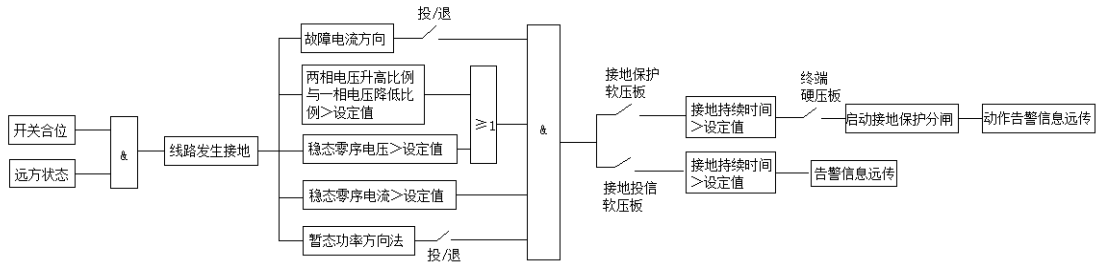 开关合位
远方状态
&
线路发生接地
投/退
故障电流方向
两相电压升高比例
与一相电压降低比
例＞设定值
≥1
稳态零序电压＞设定值
稳态零序电流＞设定值
暂态功率方向法
投/退
&
接地保护
软压板
接地持续时间
＞设定值
终端
硬压板
启动接地保护分闸
动作告警信息远传
接地投信
软压板
接地持续时间
＞设定值
告警信息远传